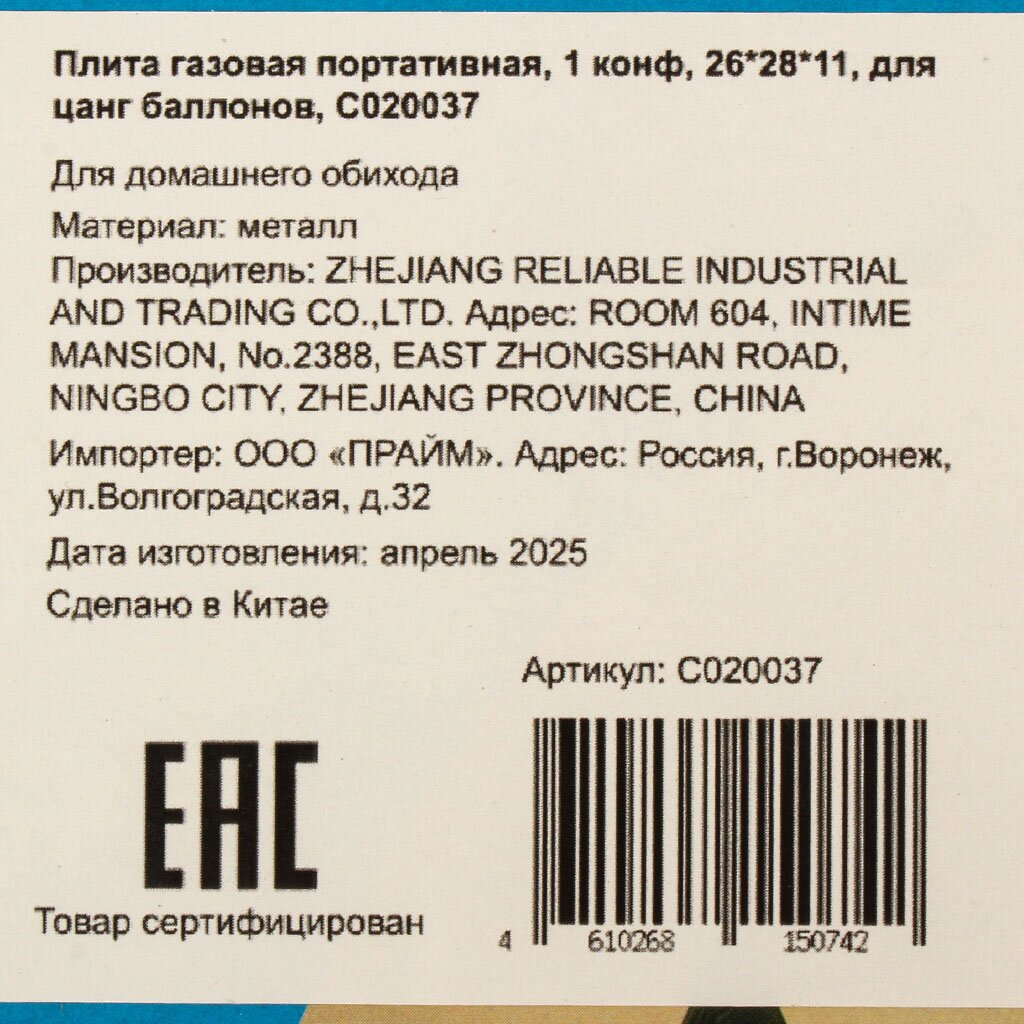 Плита газовая портативная, 1 конф, 26*28*11, для
цанг баллонов, C020037
Для домашнего обихода
Материал: металл
Производитель: ZHEJIANG RELIABLE INDUSTRIAL
AND TRADING CO.,LTD. Адрес: ROOM 604, INTIME
MANSION, No.2388, EAST ZHONGSHAN ROAD,
NINGBO CITY, ZHEJIANG PROVINCE, CHINA
Импортер: ООО «ПРАЙМ». Адрес: Россия, г.Воронеж,
ул.Волгоградская, д.32
Дата изготовления: апрель 2025
Сделано в Китае
Артикул: C020037
EAC
Товар сертифицирован
4 610268 150742